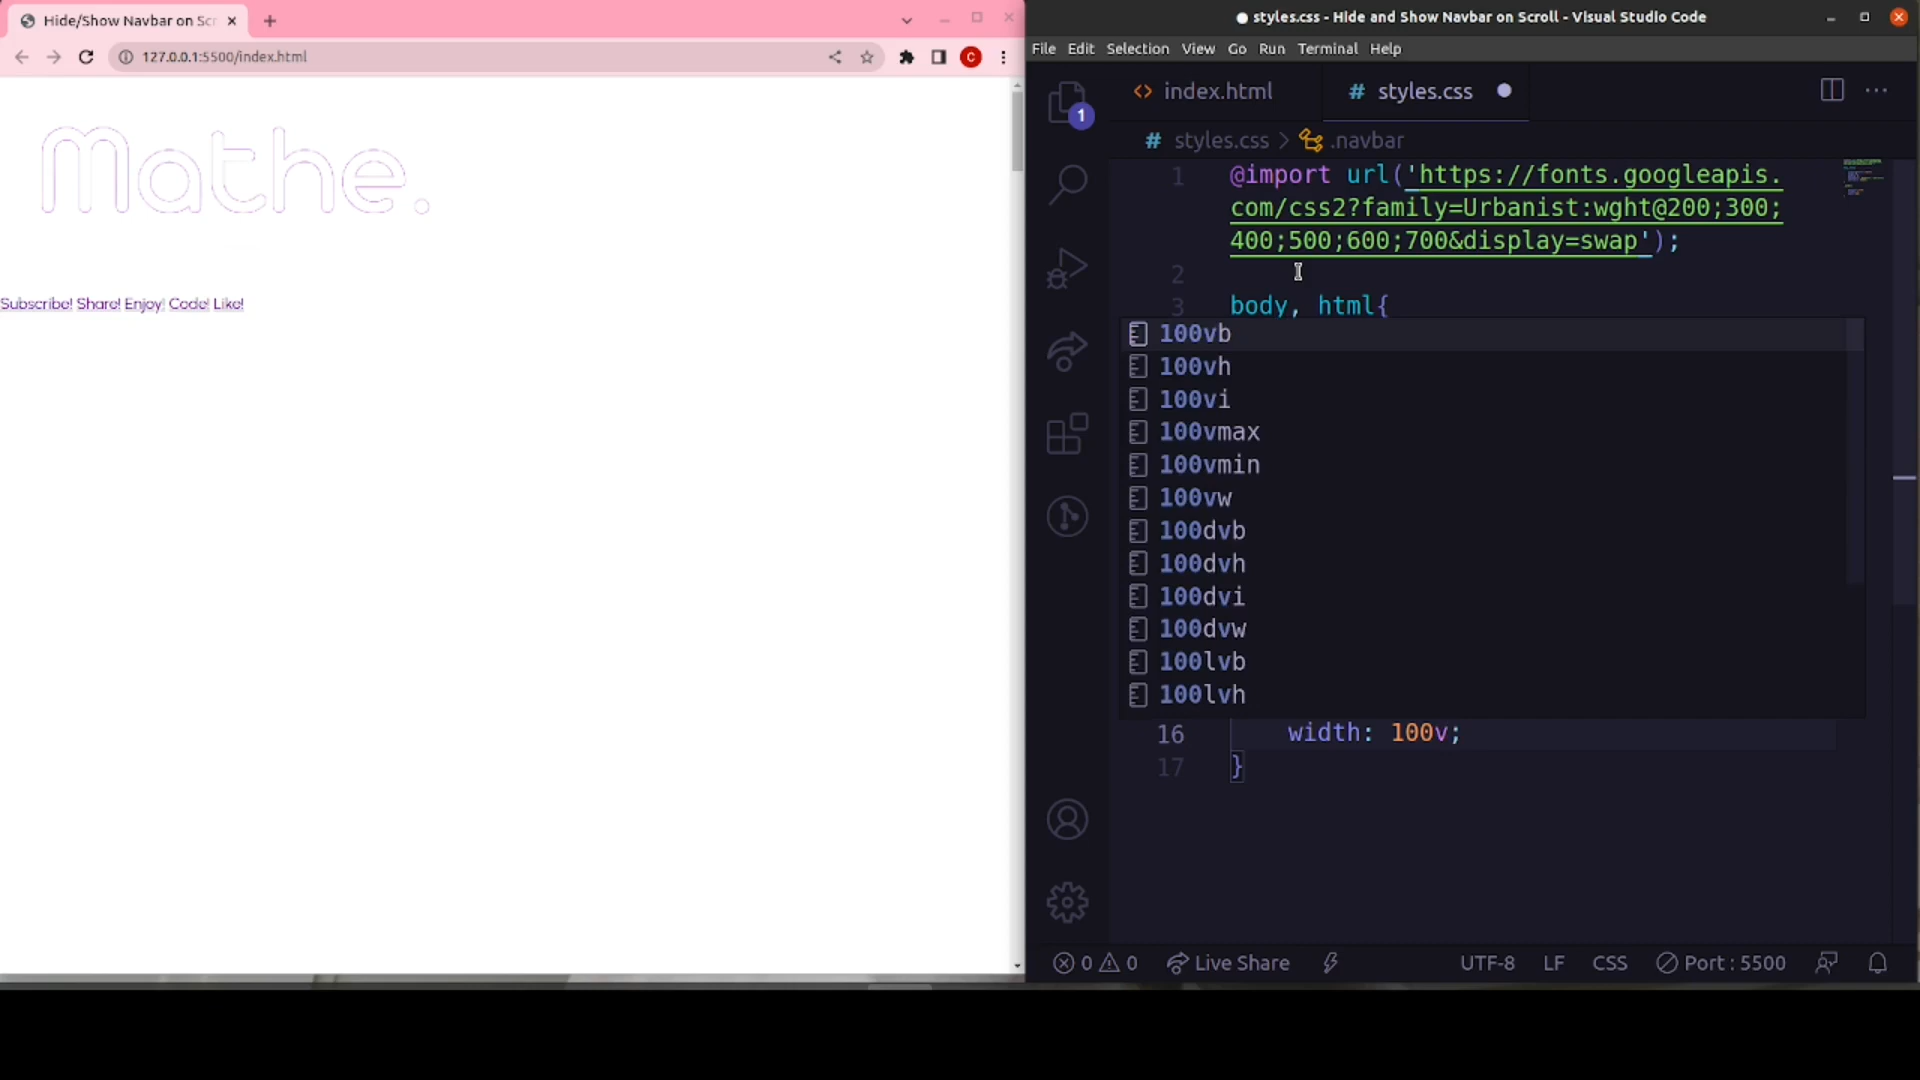 Hide/Show Navbar on Scr
127.0.0.1:5500/index.html
C
Mathe.
Subscribe! Share! Enjoy! Code! Like!
styles.css - Hide and Show Navbar on Scroll - Visual Studio Code
File Edit Selection View Go Run Terminal Help
1
index.html
# styles.css
# styles.css > .navbar
1 @import url('https://fonts.googleapis.
com/css2?family=Urbanist:wght@200;300;
400;500;600;700&display=swap');
2
3 body, html{
100vb
100vh
100vi
100vmax
100vmin
100vw
100dvb
100dvh
100dvi
100dvw
100lvb
100lvh
16 width: 100v;
17 }
0 0 Live Share UTF-8 LF CSS Port : 5500